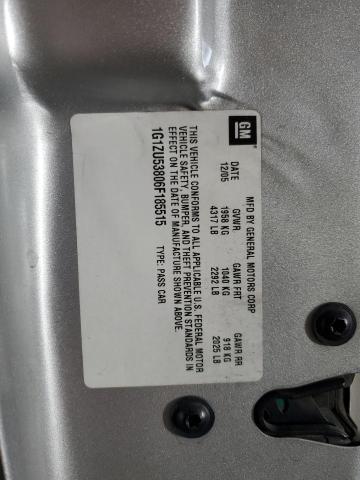 GM
MFD BY GENERAL MOTORS CORP
DATE GVWR GAWR FRT GAWR RR
12/05 1958 KG 1040 KG 918 KG
4317 LB 2292 LB 2025 LB
THIS VEHICLE CONFORMS TO ALL APPLICABLE U.S. FEDERAL MOTOR
VEHICLE SAFETY, BUMPER, AND THEFT PREVENTION STANDARDS IN
EFFECT ON THE DATE OF MANUFACTURE SHOWN ABOVE.
1G1ZU53806F185515 TYPE: PASS CAR